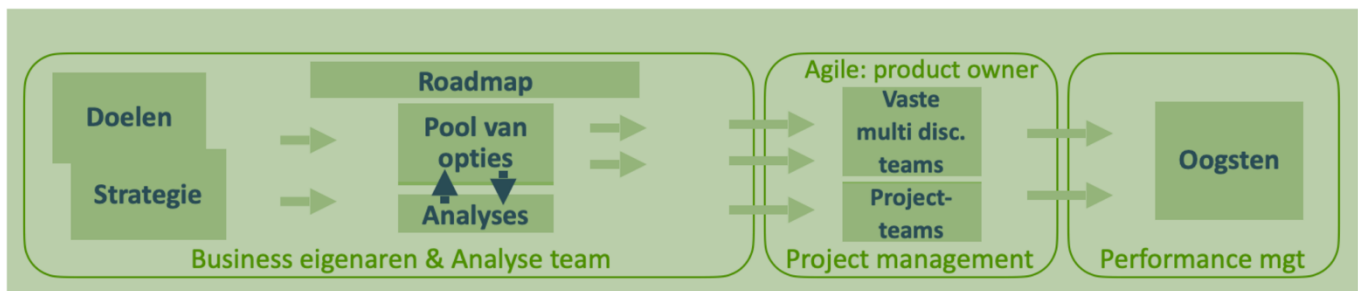 Doelen
Strategie
Roadmap
Pool van
opties
Analyses
Business eigenaren & Analyse team
Agile: product owner
Vaste
multi disc.
teams
Project-
teams
Project management
Oogsten
Performance mgt